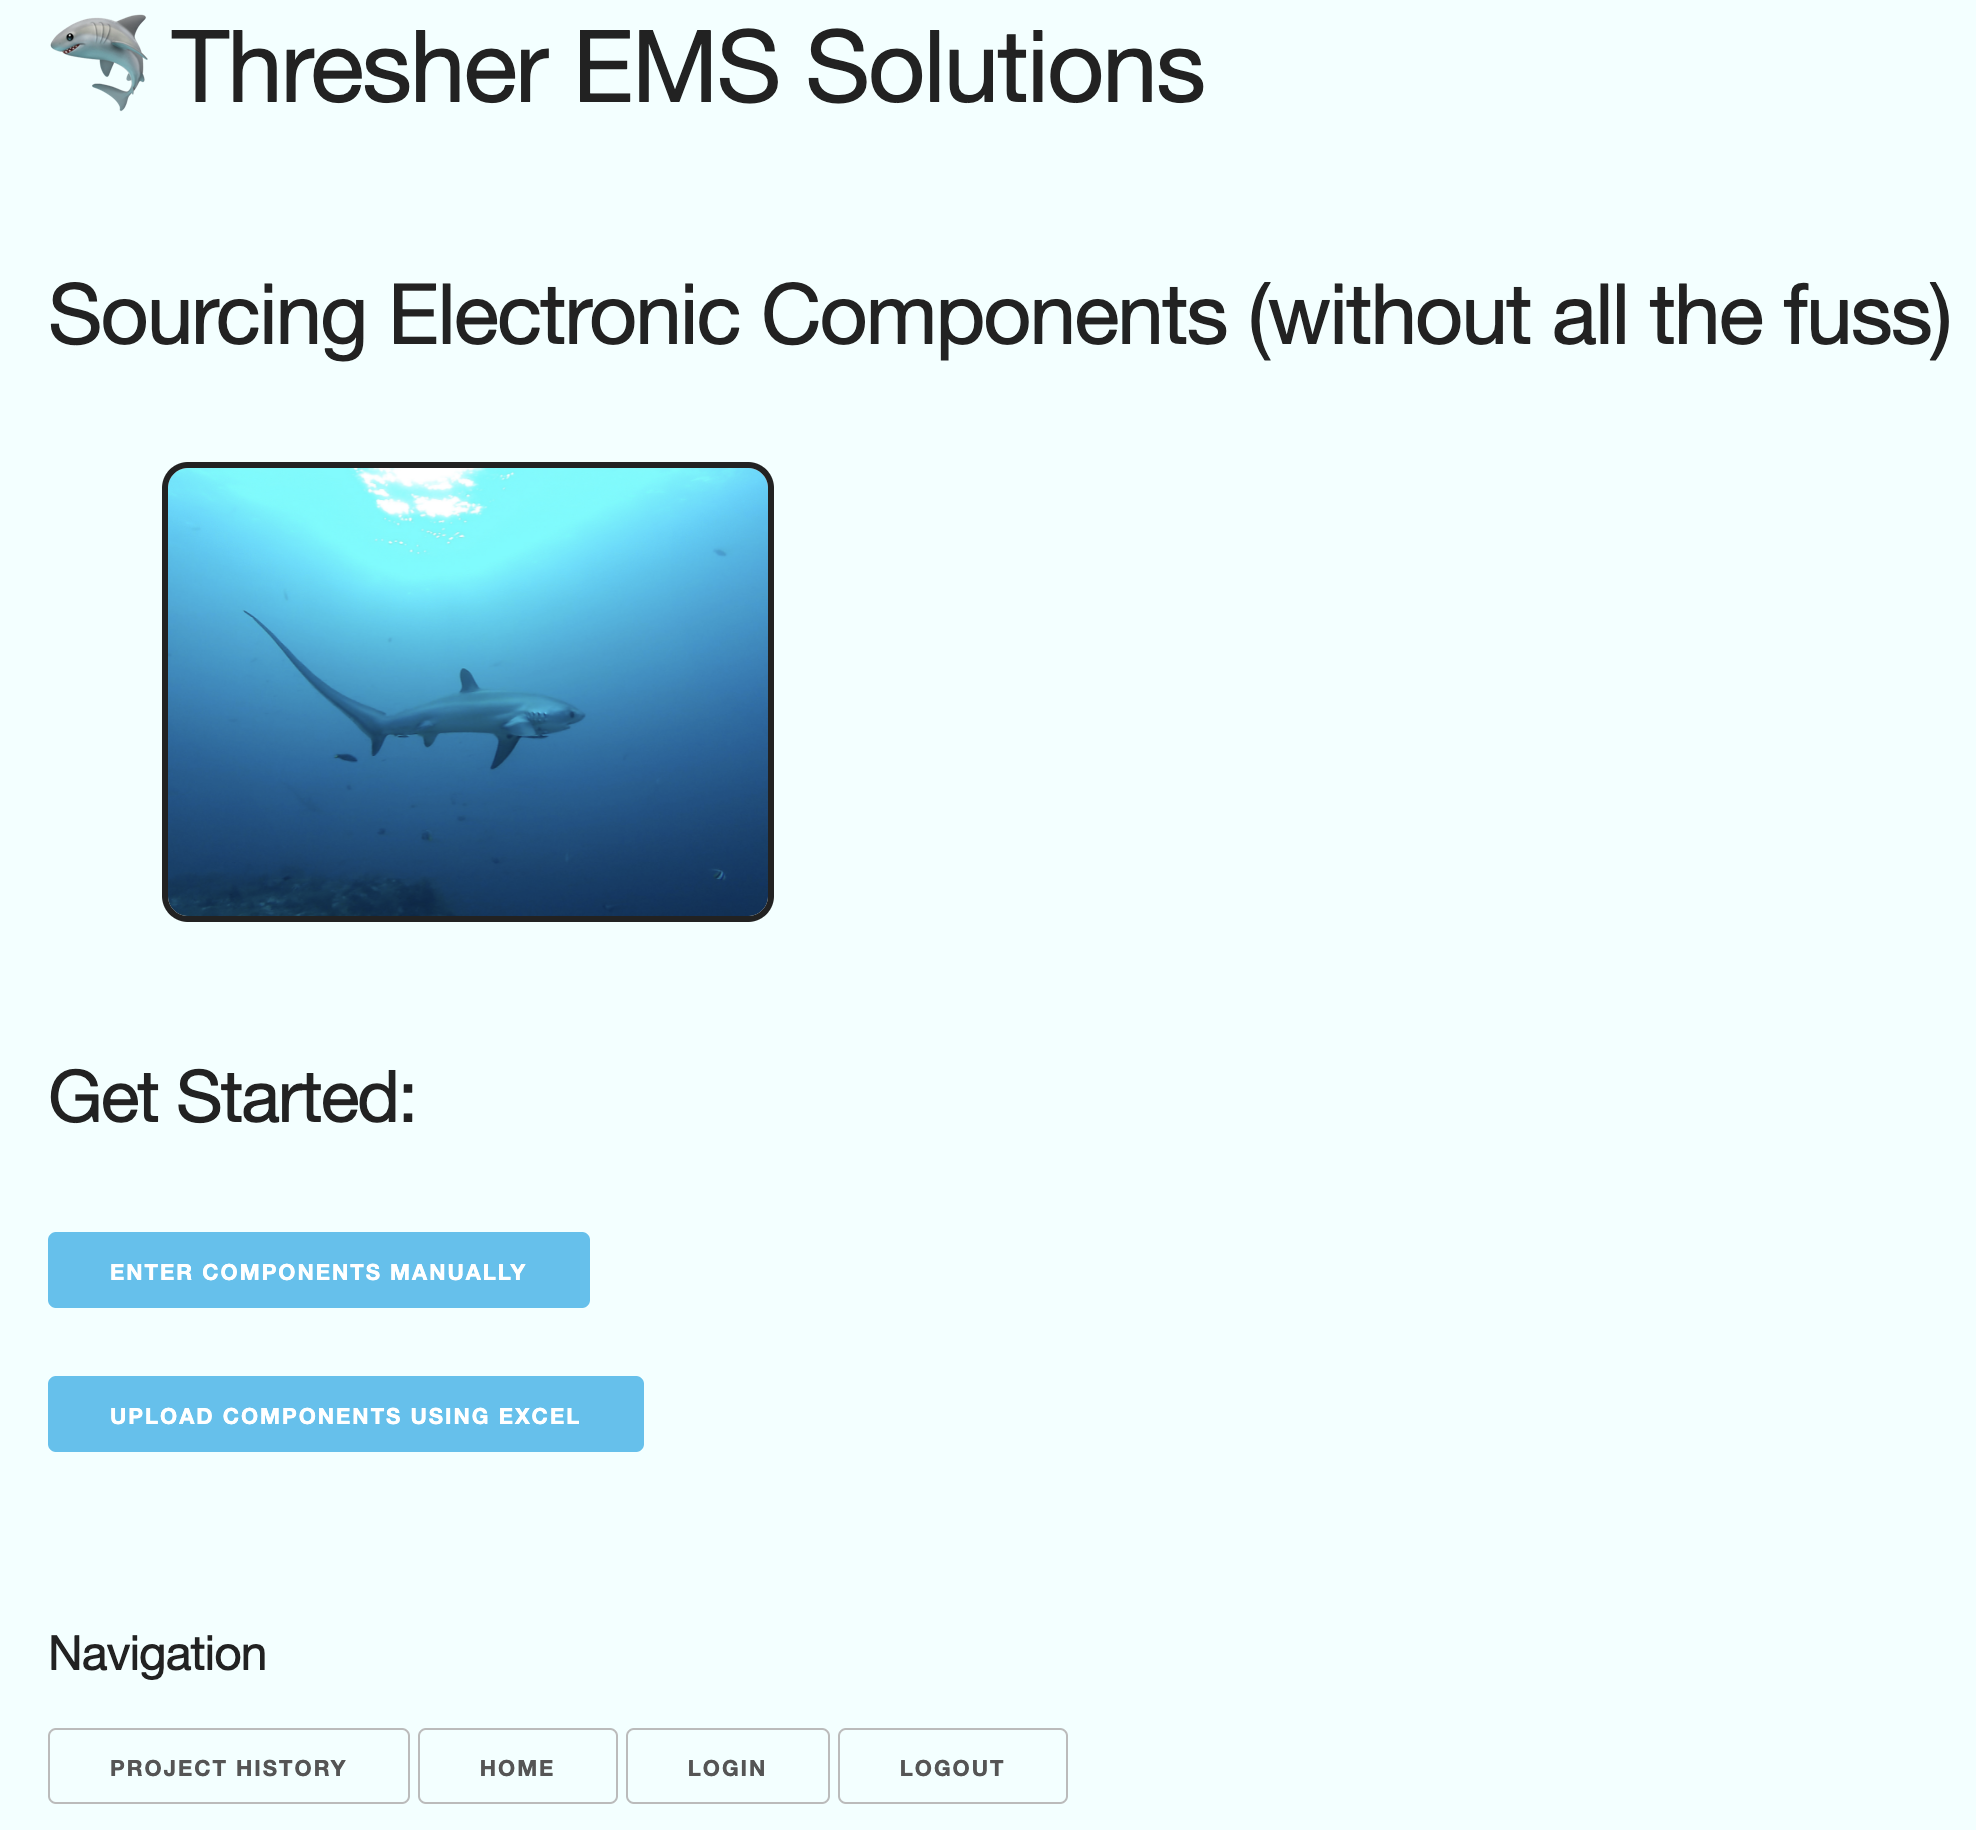 Thresher EMS Solutions
Sourcing Electronic Components (without all the fuss)
Get Started:
ENTER COMPONENTS MANUALLY
UPLOAD COMPONENTS USING EXCEL
Navigation
PROJECT HISTORY HOME LOGIN LOGOUT